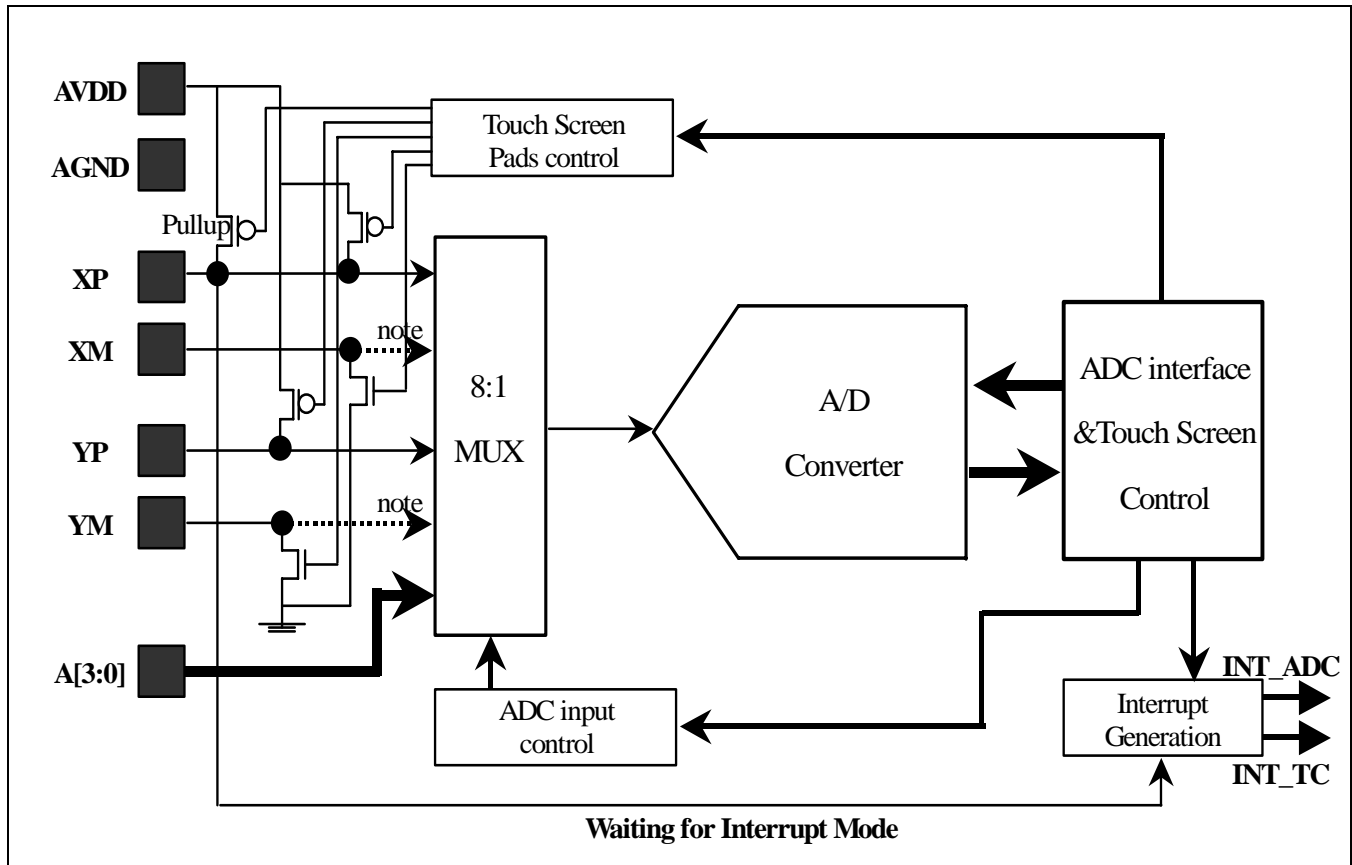 AVDD
AGND
Touch Screen
Pads control
Pullup
XP
XM
note
YP
YM
note
A[3:0]
8:1
MUX
A/D
Converter
ADC interface
&Touch Screen
Control
ADC input
control
Interrupt
Generation
INT_ADC
INT_TC
Waiting for Interrupt Mode